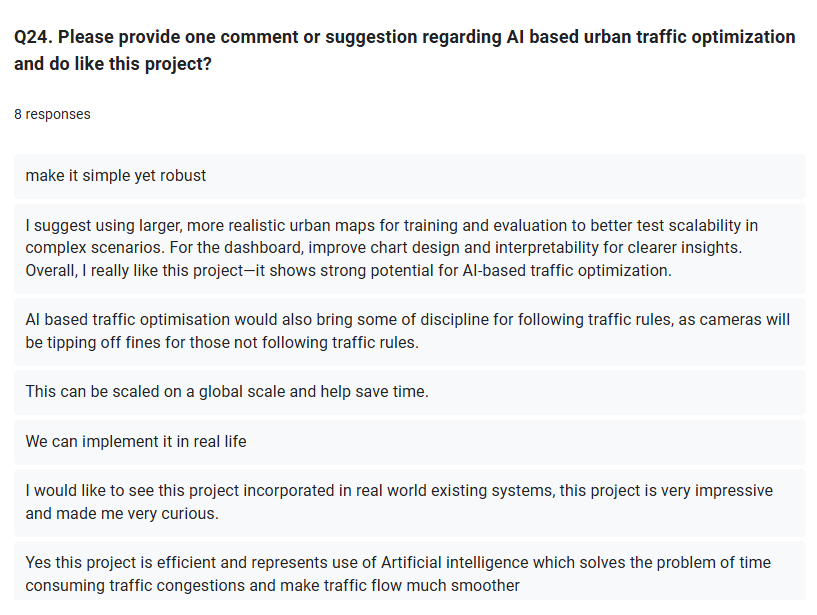 Q24. Please provide one comment or suggestion regarding AI based urban traffic optimization
and do like this project?
8 responses
make it simple yet robust
I suggest using larger, more realistic urban maps for training and evaluation to better test scalability in
complex scenarios. For the dashboard, improve chart design and interpretability for clearer insights.
Overall, I really like this project—it shows strong potential for AI-based traffic optimization.
AI based traffic optimisation would also bring some of discipline for following traffic rules, as cameras will
be tipping off fines for those not following traffic rules.
This can be scaled on a global scale and help save time.
We can implement it in real life
I would like to see this project incorporated in real world existing systems, this project is very impressive
and made me very curious.
Yes this project is efficient and represents use of Artificial intelligence which solves the problem of time
consuming traffic congestions and make traffic flow much smoother